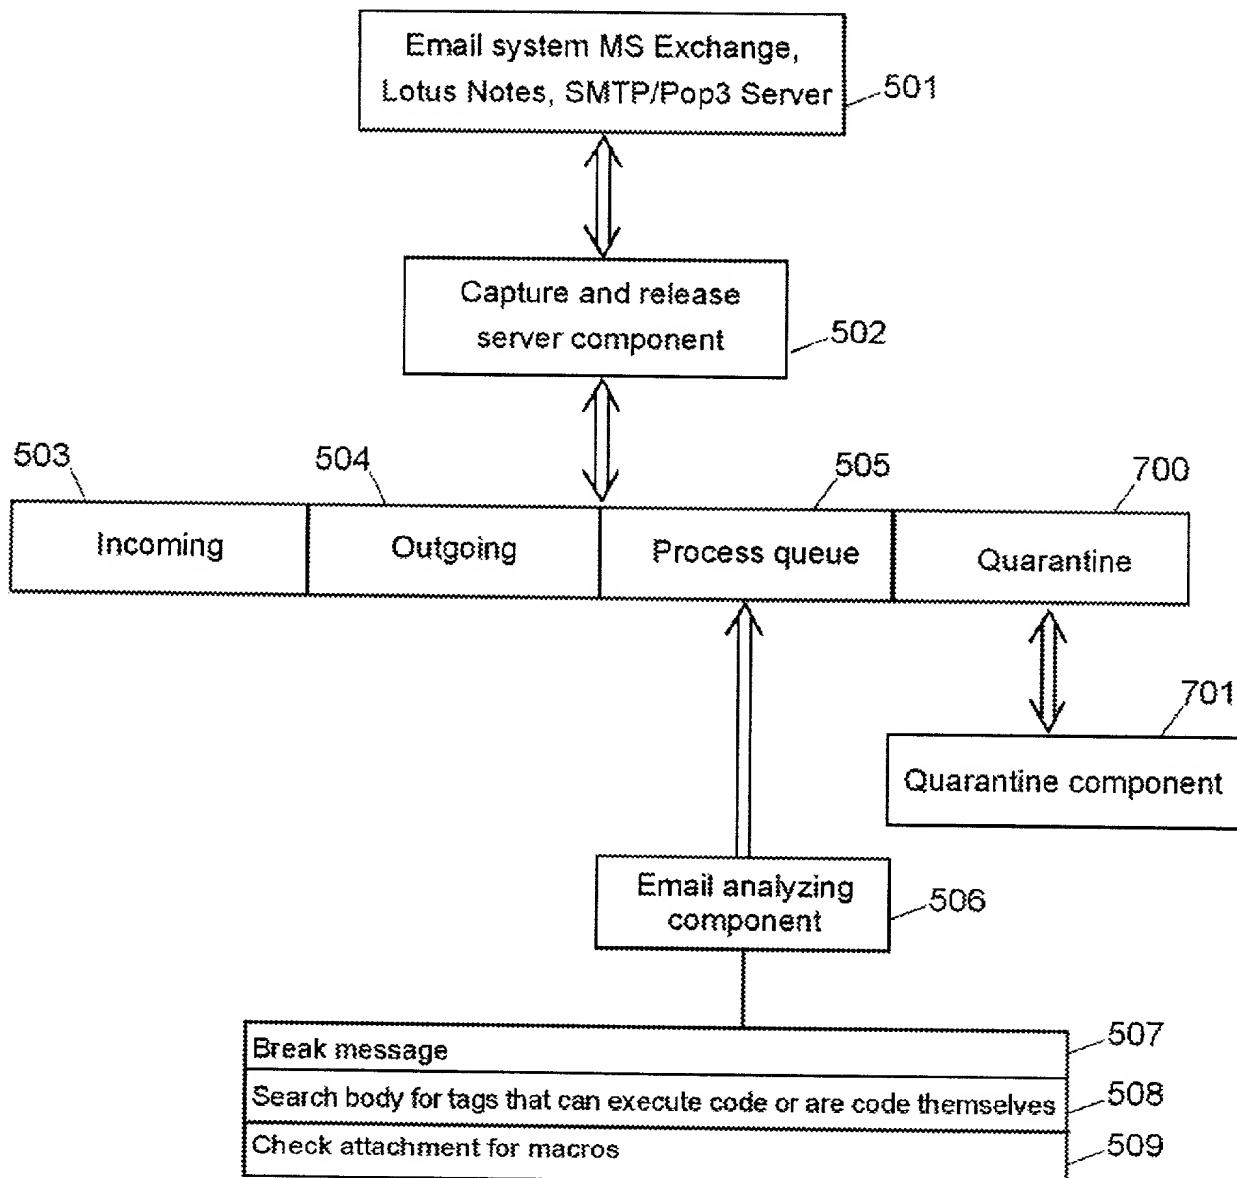 Email system MS Exchange,
Lotus Notes, SMTP/Pop3 Server
501
Capture and release
server component
502
503
504
505
700
Incoming
Outgoing
Process queue
Quarantine
701
Quarantine component
Email analyzing
component
506
Break message
507
Search body for tags that can execute code or are code themselves
508
Check attachment for macros
509